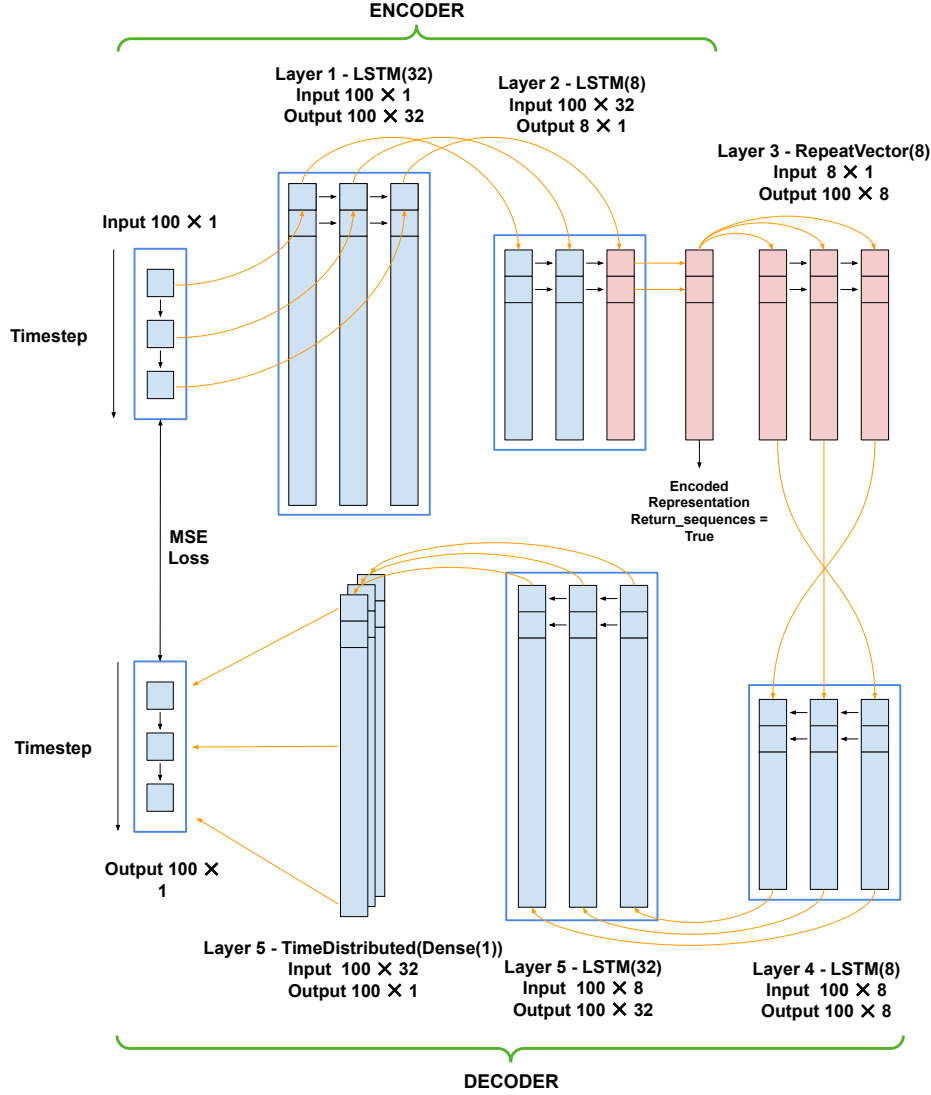 ENCODER
Layer 1 - LSTM(32)
Input 100 × 1
Output 100 × 32
Layer 2 - LSTM(8)
Input 100 × 32
Output 8 × 1
Layer 3 - RepeatVector(8)
Input 8 × 1
Output 100 × 8
Input 100 × 1
Timestep
Encoded
Representation
Return_sequences =
True
MSE
Loss
Timestep
Output 100 ×
1
Layer 5 - TimeDistributed(Dense(1))
Input 100 × 32
Output 100 × 1
Layer 5 - LSTM(32)
Input 100 × 8
Output 100 × 32
Layer 4 - LSTM(8)
Input 100 × 8
Output 100 × 8
DECODER